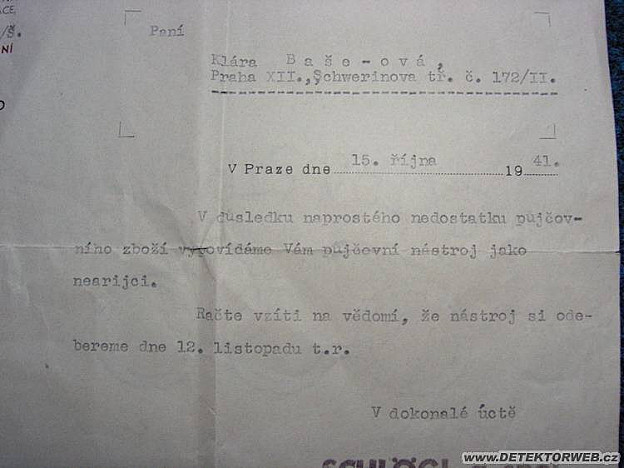 Paní
Klára
Praha XII., Schwerinova tř. č. 172/II.
V Praze dne 15. října 1941.
V důsledku naprostého nedostatku půjčov-
ního zboží vypovídáme Vám půjčovní nástroj jako
nearijci.
Račte vzíti na vědomí, že nástroj si ode-
bereme dne 12. listopadu t.r.
V dokonalé úctě
www.DETEKTORWEB.cz